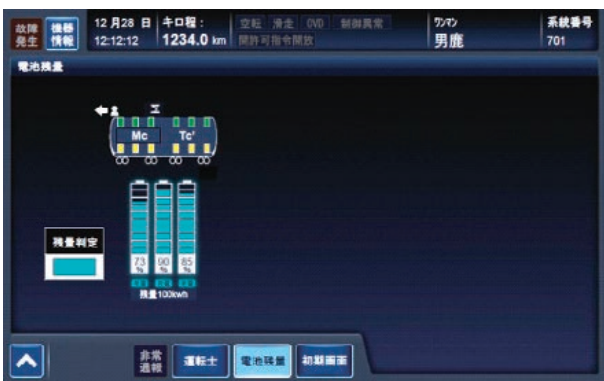 故障
発生
機器
情報
12月28 日
12:12:12
キロ程：
1234.0 km
空転 滑走 OVD 制御異常
開許可指令開放
ワンマン
男鹿
系統番号
701
電池残量
Mc
Tc'
残量判定
73
%
90
%
85
%
残量100kwh
非常
通報
運転士
電池残量
初期画面